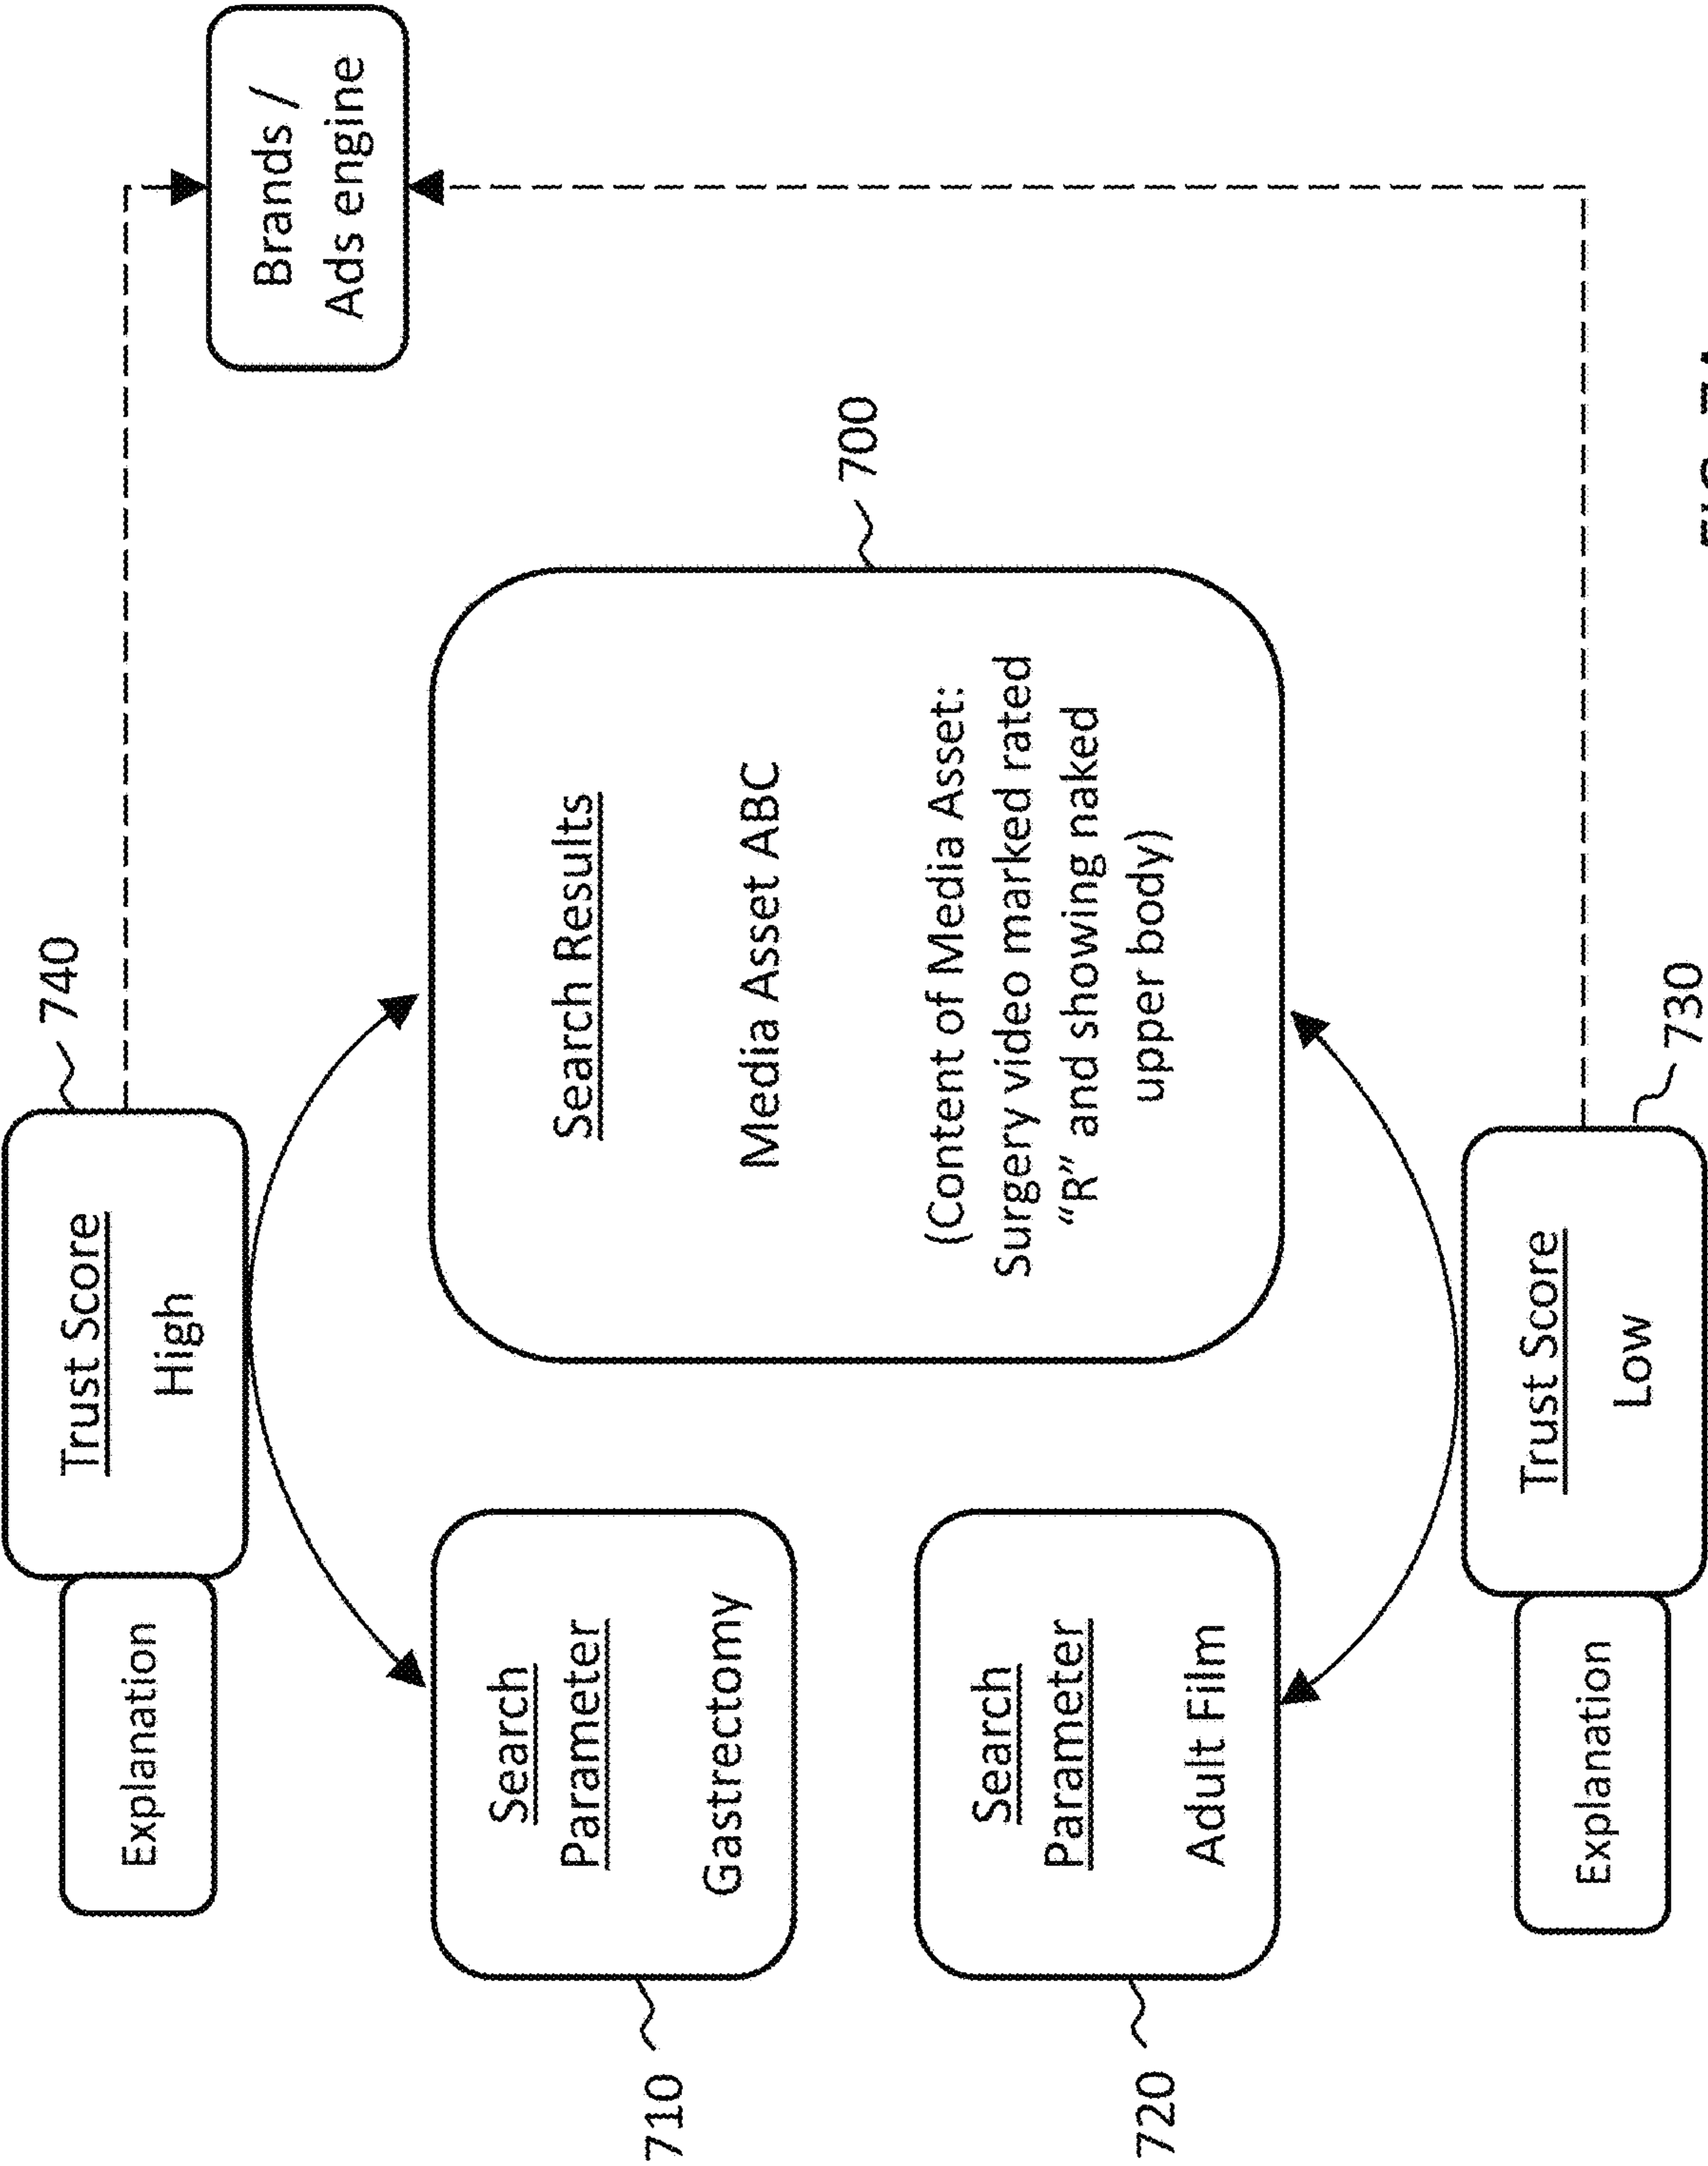 740
Explanation
Trust Score
High
Brands /
Ads engine
710
Search
Parameter
Gastrectomy
Search Results
Media Asset ABC
(Content of Media Asset:
Surgery video marked rated
“R” and showing naked
upper body)
700
720
Search
Parameter
Adult Film
Explanation
Trust Score
Low
730